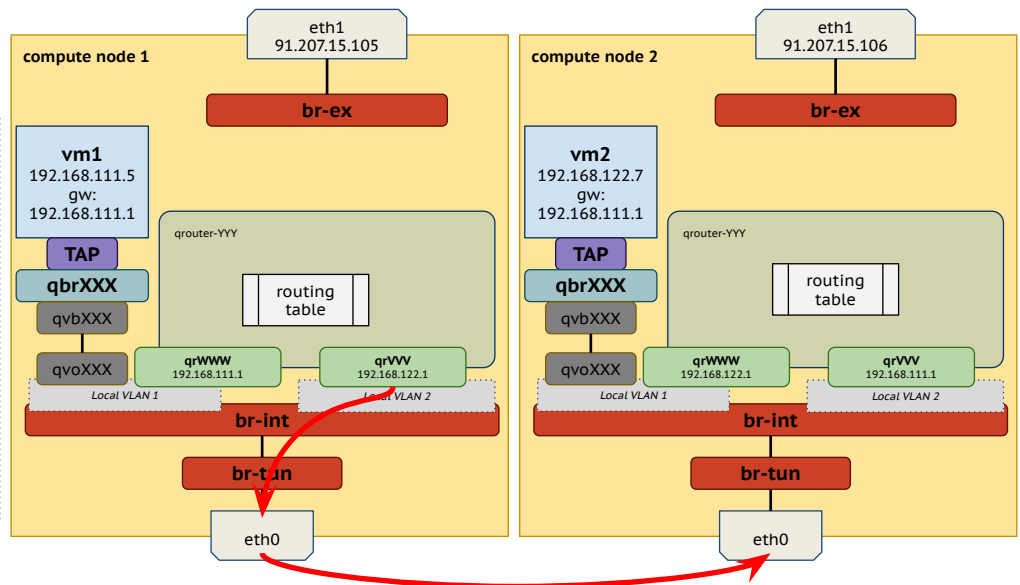 eth1
91.207.15.105
compute node 1
br-ex
vm1
192.168.111.5
gw:
192.168.111.1
TAP
qbrXXX
qvbXXX
qvoXXX
qrouter-YYY
routing
table
qrWWW
192.168.111.1
qrVVV
192.168.122.1
Local VLAN 1
Local VLAN 2
br-int
br-tun
eth0
eth1
91.207.15.106
compute node 2
br-ex
vm2
192.168.122.7
gw:
192.168.111.1
TAP
qbrXXX
qvbXXX
qvoXXX
qrouter-YYY
routing
table
qrWWW
192.168.122.1
qrVVV
192.168.111.1
Local VLAN 1
Local VLAN 2
br-int
br-tun
eth0